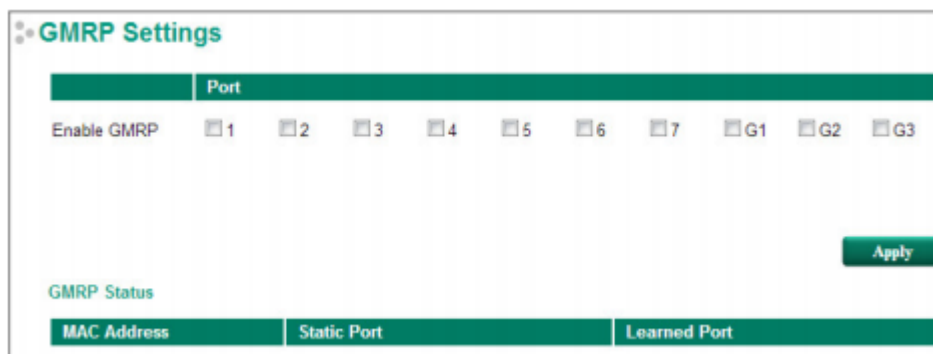 GMRP Settings
Port
Enable GMRP 1 2 3 4 5 6 7 G1 G2 G3
Apply
GMRP Status
MAC Address Static Port Learned Port